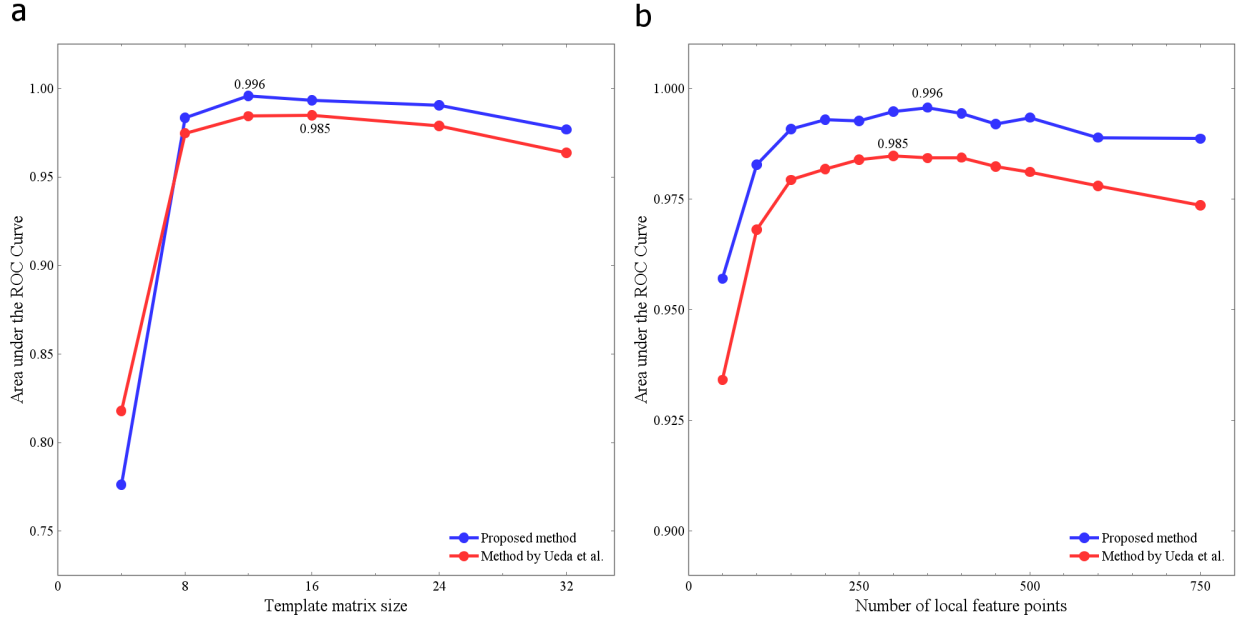 a
1.00
0.95
0.90
0.85
0.80
0.75
Area under the ROC Curve
0.996
0.985
Proposed method
Method by Ueda et al.
0 8 16 24 32
Template matrix size
b
1.000
0.975
0.950
0.925
0.900
Area under the ROC Curve
0.996
0.985
Proposed method
Method by Ueda et al.
0 250 500 750
Number of local feature points